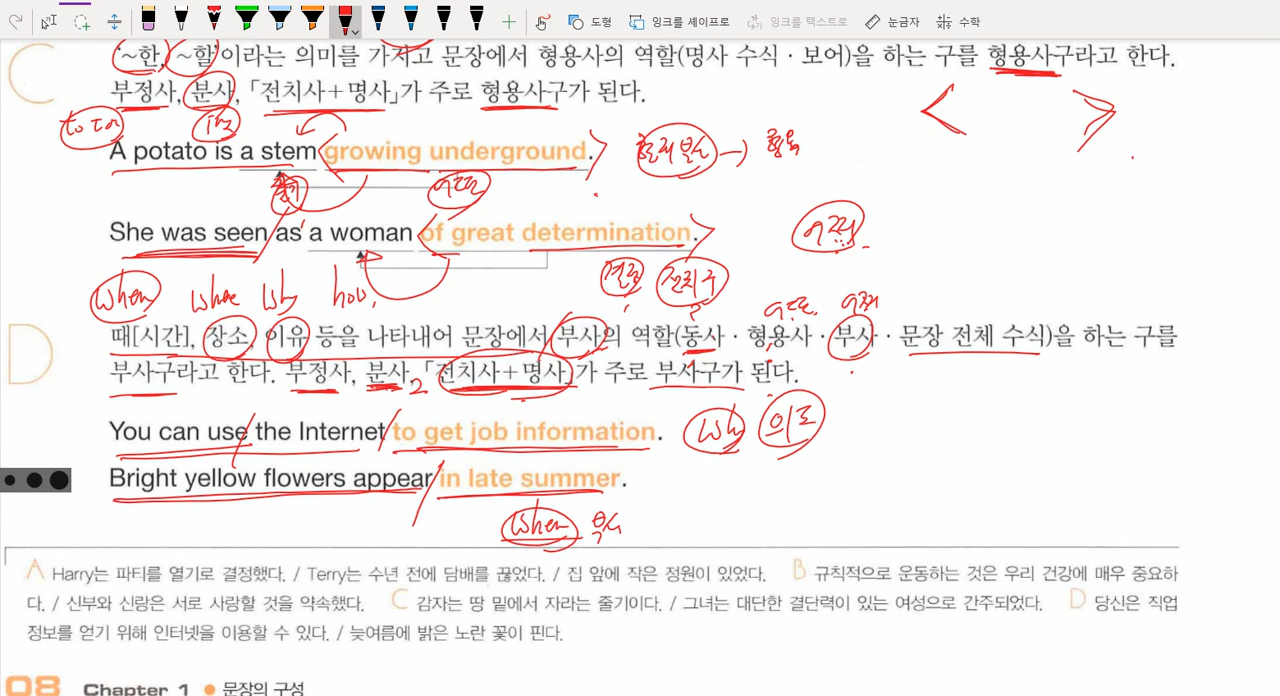 도형 잉크를 셰이프로 잉크를 텍스트로 눈금자 수학
C '~한, ~할'이라는 의미를 가지고 문장에서 형용사의 역할(명사 수식·보어)을 하는 구를 형용사구라고 한다.
부정사, 분사, 「전치사+명사」가 주로 형용사구가 된다.
A potato is a stem growing underground.
She was seen as a woman of great determination.
어쩐
when why how
D 때[시간], 장소, 이유 등을 나타내어 문장에서 부사의 역할(동사·형용사·부사·문장 전체 수식)을 하는 구를
부사구라고 한다. 부정사, 분사, 「전치사+명사」가 주로 부사구가 된다.
2
You can use the Internet to get job information. why 의도
Bright yellow flowers appear in late summer.
when 부사
A Harry는 파티를 열기로 결정했다. / Terry는 수년 전에 담배를 끊었다. / 집 앞에 작은 정원이 있었다. B 규칙적으로 운동하는 것은 우리 건강에 매우 중요하
다. / 신부와 신랑은 서로 사랑할 것을 약속했다. C 감자는 땅 밑에서 자라는 줄기이다. / 그녀는 대단한 결단력이 있는 여성으로 간주되었다. D 당신은 직업
정보를 얻기 위해 인터넷을 이용할 수 있다. / 늦여름에 밝은 노란 꽃이 핀다.
08 Chapter 1 문장의 구성